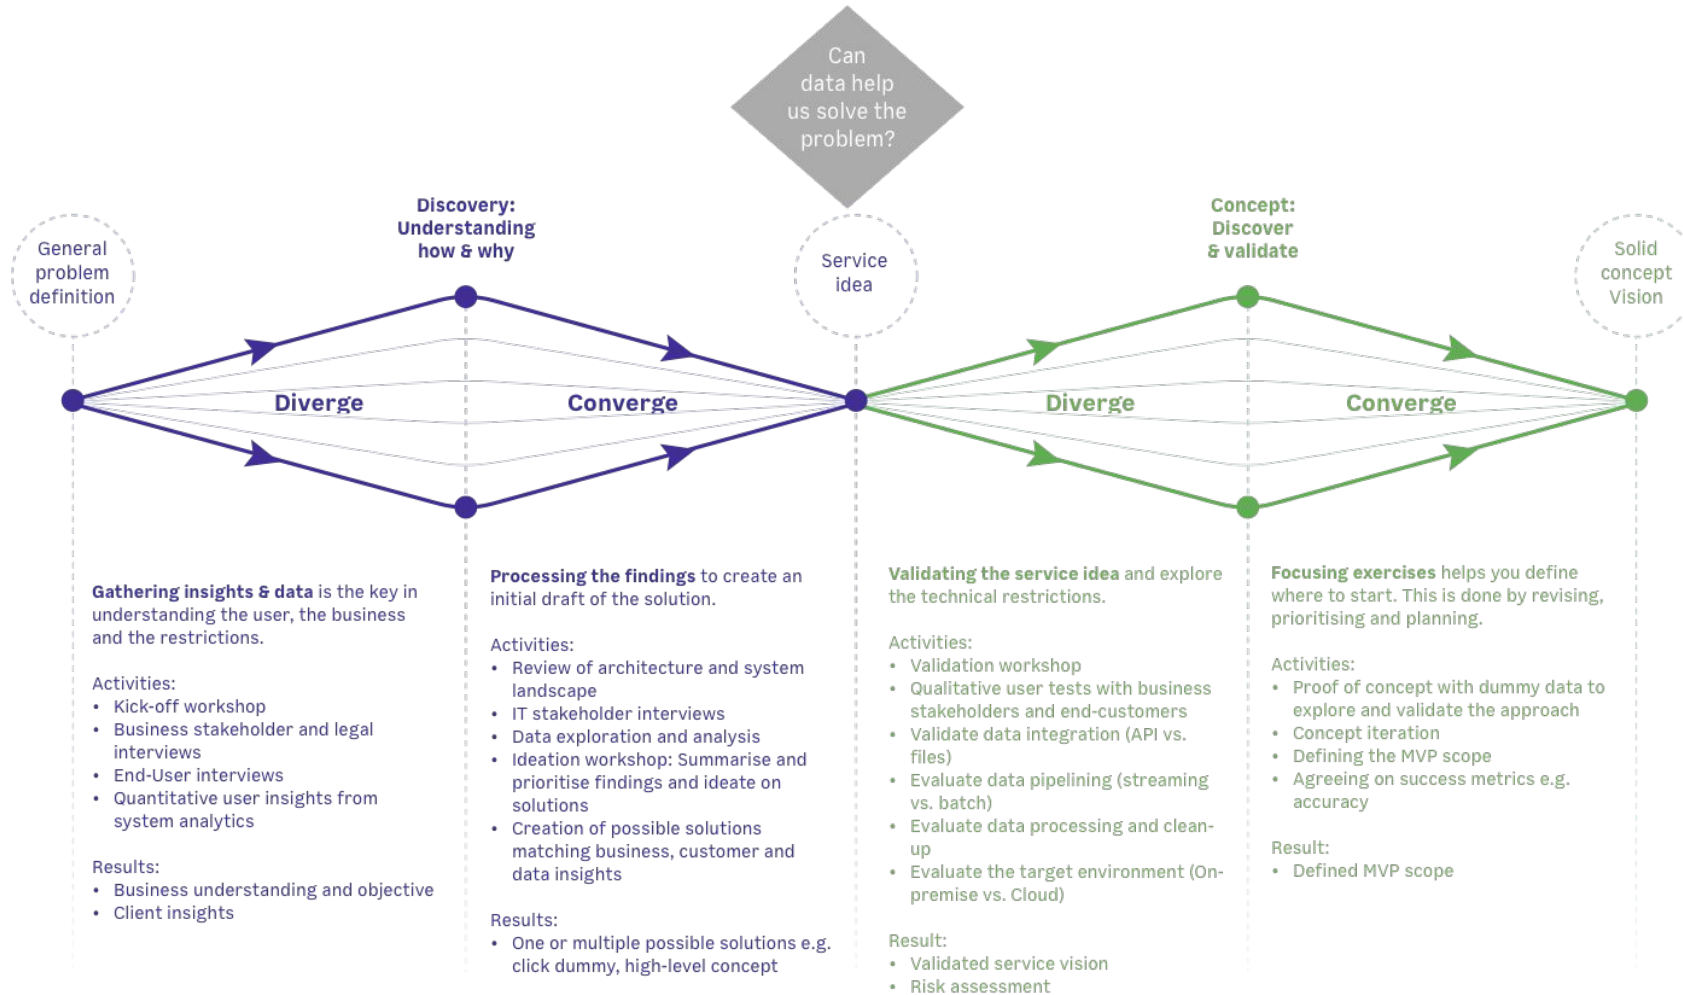 Can
data help
us solve the
problem?
Discovery:
Understanding
how & why
Concept:
Discover
& validate
General
problem
definition
Service
idea
Solid
concept
Vision
Diverge
Converge
Diverge
Converge
Gathering insights & data is the key in
understanding the user, the business
and the restrictions.
Activities:
• Kick-off workshop
• Business stakeholder and legal
interviews
• End-User interviews
• Quantitative user insights from
system analytics
Results:
• Business understanding and objective
• Client insights
Processing the findings to create an
initial draft of the solution.
Activities:
• Review of architecture and system
landscape
• IT stakeholder interviews
• Data exploration and analysis
• Ideation workshop: Summarise and
prioritise findings and ideate on
solutions
• Creation of possible solutions
matching business, customer and
data insights
Results:
• One or multiple possible solutions e.g.
click dummy, high-level concept
Validating the service idea and explore
the technical restrictions.
Activities:
• Validation workshop
• Qualitative user tests with business
stakeholders and end-customers
• Validate data integration (API vs.
files)
• Evaluate data pipelining (streaming
vs. batch)
• Evaluate data processing and clean-
up
• Evaluate the target environment (On-
premise vs. Cloud)
Result:
• Validated service vision
• Risk assessment
Focusing exercises helps you define
where to start. This is done by revising,
prioritising and planning.
Activities:
• Proof of concept with dummy data to
explore and validate the approach
• Concept iteration
• Defining the MVP scope
• Agreeing on success metrics e.g.
accuracy
Result:
• Defined MVP scope